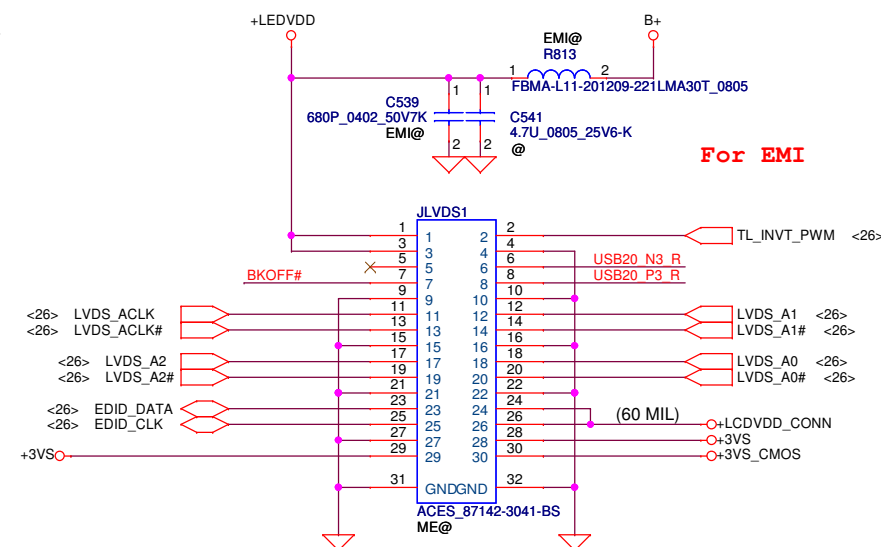 +LEDVDD
B+
EMI@
R813
1 2
FBMA-L11-201209-221LMA30T_0805
1 1
C539
680P_0402_50V7K
EMI@
C541
4.7U_0805_25V6-K
@
2 2
For EMI
JLVDS1
1 1 2 2 TL_INVT_PWM <26>
3 3 4 4
5 5 6 6 USB20_N3_R
BKOFF# 7 7 8 8 USB20_P3_R
9 9 10 10
<26> LVDS_ACLK 11 11 12 12 LVDS_A1 <26>
<26> LVDS_ACLK# 13 13 14 14 LVDS_A1# <26>
15 15 16 16
<26> LVDS_A2 17 17 18 18 LVDS_A0 <26>
<26> LVDS_A2# 19 19 20 20 LVDS_A0# <26>
21 21 22 22
<26> EDID_DATA 23 23 24 24
<26> EDID_CLK 25 25 26 26 (60 MIL) +LCDVDD_CONN
27 27 28 28 +3VS
+3VS 29 29 30 30 +3VS_CMOS
31 GND GND 32
ACES_87142-3041-BS
ME@